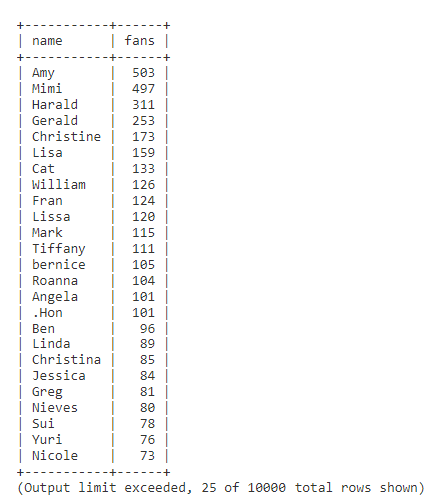 +-----------+------+
| name      | fans |
+-----------+------+
| Amy       |  503 |
| Mimi      |  497 |
| Harald    |  311 |
| Gerald    |  253 |
| Christine |  173 |
| Lisa      |  159 |
| Cat       |  133 |
| William   |  126 |
| Fran      |  124 |
| Lissa     |  120 |
| Mark      |  115 |
| Tiffany   |  111 |
| bernice   |  105 |
| Roanna    |  104 |
| Angela    |  101 |
| .Hon      |  101 |
| Ben       |   96 |
| Linda     |   89 |
| Christina |   85 |
| Jessica   |   84 |
| Greg      |   81 |
| Nieves    |   80 |
| Sui       |   78 |
| Yuri      |   76 |
| Nicole    |   73 |
+-----------+------+
(Output limit exceeded, 25 of 10000 total rows shown)